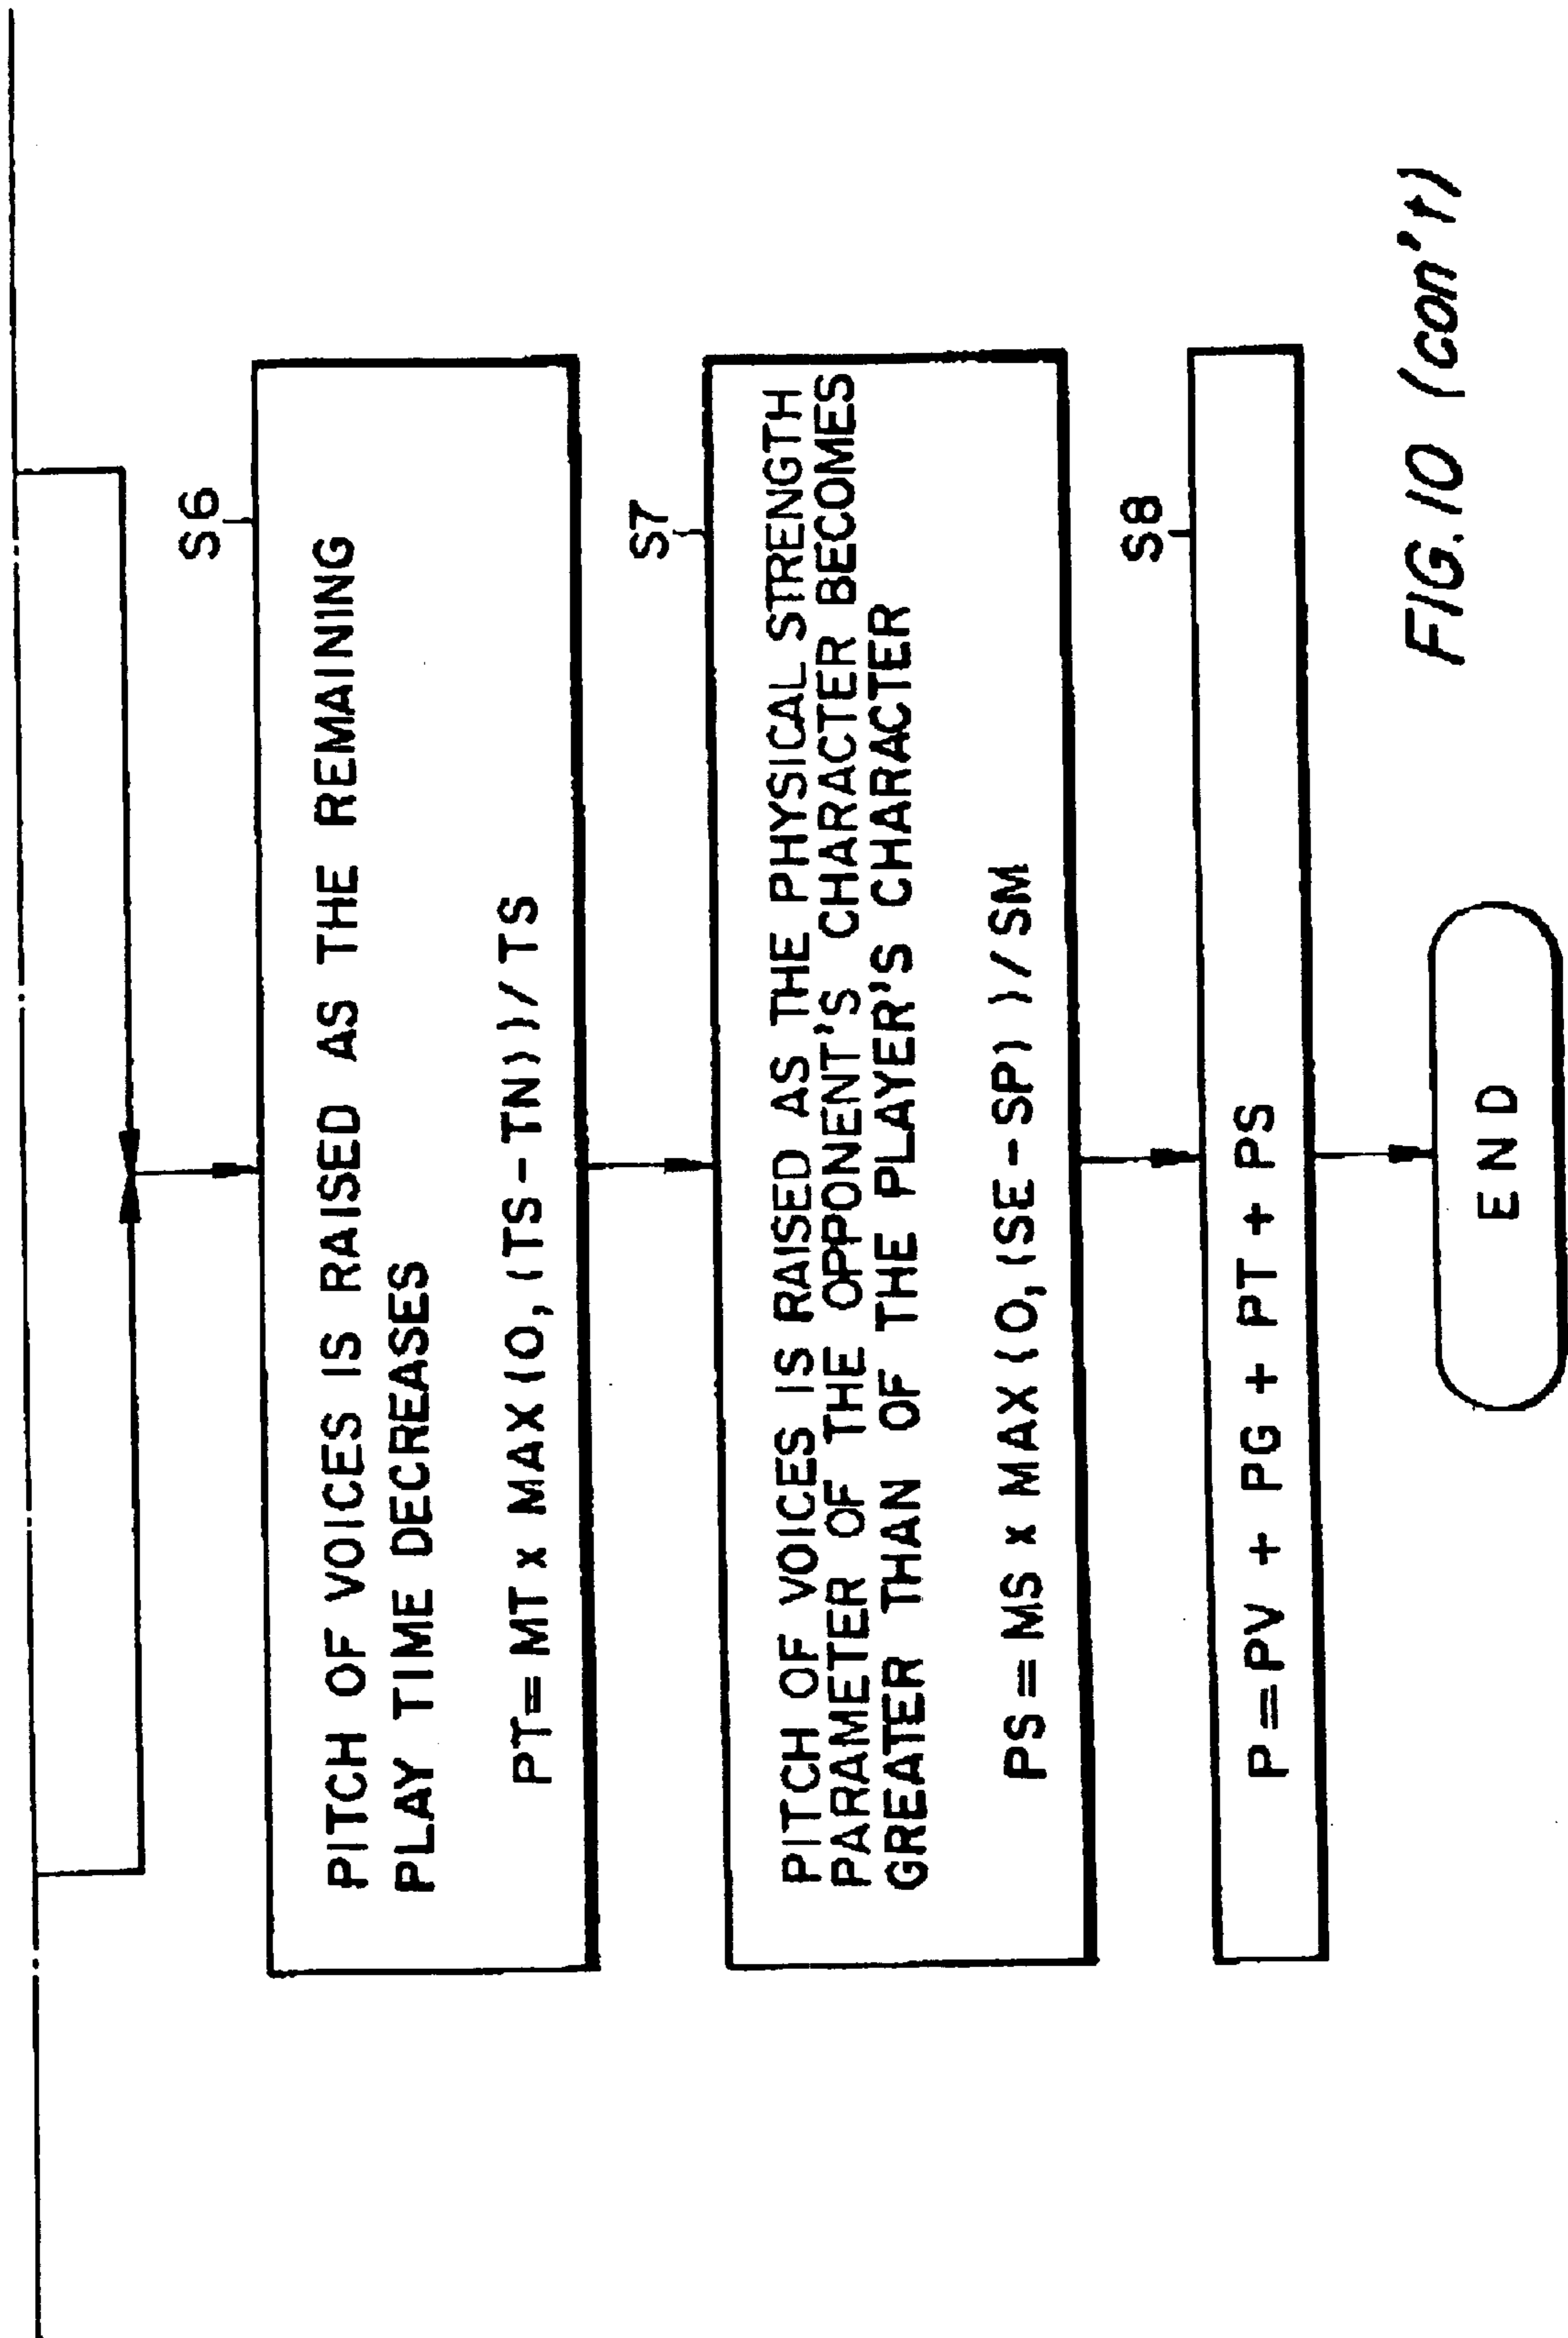 S6
PITCH OF VOICES IS RAISED AS THE REMAINING
PLAY TIME DECREASES
PT=MT x MAX(0,(TS-TN))/TS
S7
PITCH OF VOICES IS RAISED AS THE PHYSICAL STRENGTH
PARAMETER OF THE OPPONENT'S CHARACTER BECOMES
GREATER THAN OF THE PLAYER'S CHARACTER
PS=MS x MAX(0,(SE-SP))/SM
S8
P=PV + PG + PT + PS
END
FIG.10 (con't)